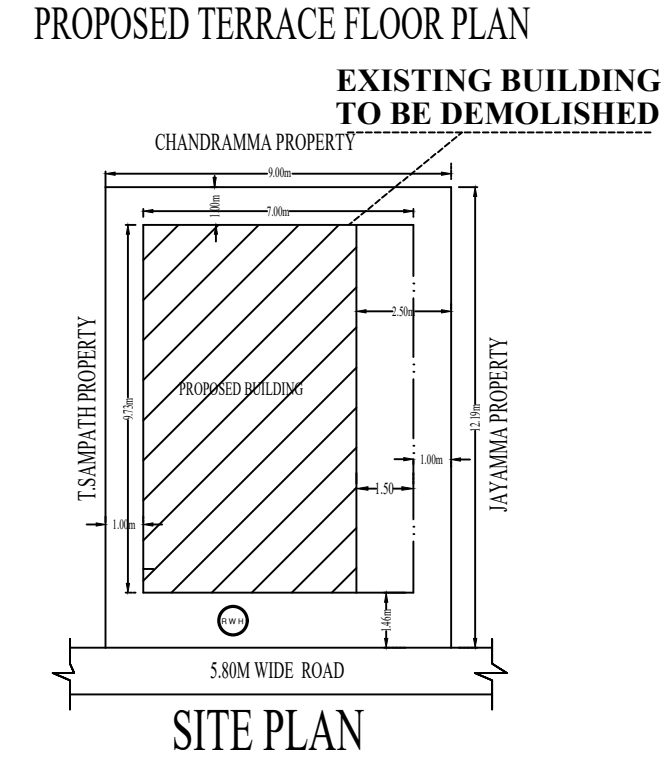 PROPOSED TERRACE FLOOR PLAN
EXISTING BUILDING
TO BE DEMOLISHED
CHANDRAMMA PROPERTY
9.00m
1.00m
7.00m
2.50m
T.SAMPATH PROPERTY
9.73m
PROPOSED BUILDING
12.19m
JAYAMMA PROPERTY
1.00m
1.50
1.00m
RWH
1.46m
5.80M WIDE ROAD
SITE PLAN